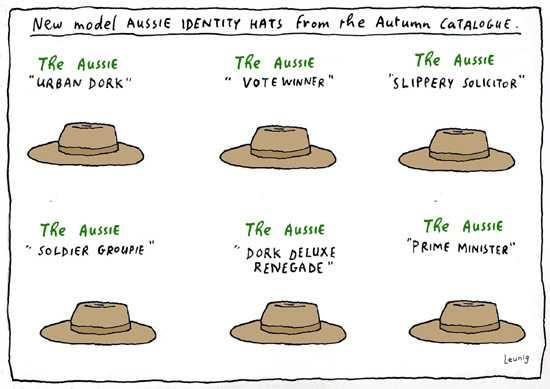 New model AUSSIE IDENTITY HATS from the Autumn CATALOGUE.
The AUSSIE
"URBAN DORK"
The AUSSIE
"VOTE WINNER"
The AUSSIE
"SLIPPERY SOLICITOR"
The AUSSIE
"SOLDIER GROUPIE"
The AUSSIE
"DORK DELUXE
RENEGADE"
The AUSSIE
"PRIME MINISTER"
Leunig